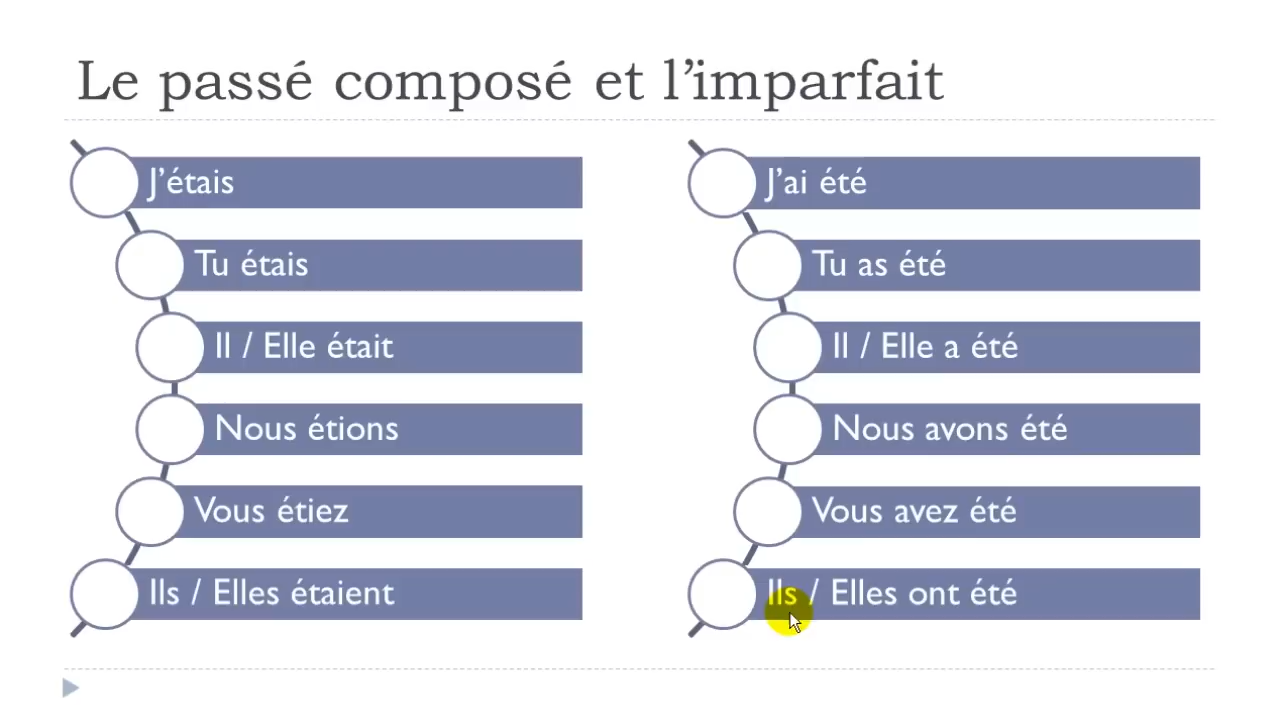 Le passé composé et l’imparfait
J’étais
Tu étais
Il / Elle était
Nous étions
Vous étiez
Ils / Elles étaient
J’ai été
Tu as été
Il / Elle a été
Nous avons été
Vous avez été
Ils / Elles ont été